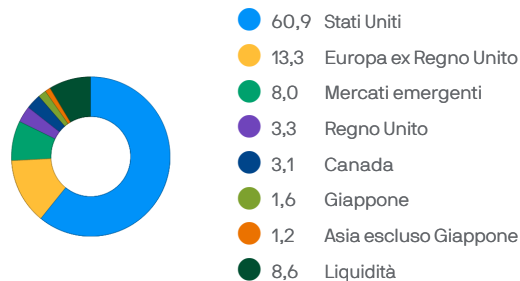 60,9 Stati Uniti
13,3 Europa ex Regno Unito
8,0 Mercati emergenti
3,3 Regno Unito
3,1 Canada
1,6 Giappone
1,2 Asia escluso Giappone
8,6 Liquidità